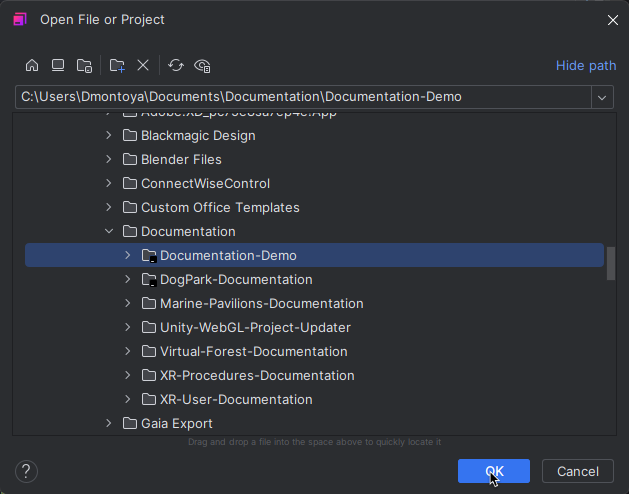 Open File or Project
Hide path
C:\Users\Dmontoya\Documents\Documentation\Documentation-Demo
Blackmagic Design
Blender Files
ConnectWiseControl
Custom Office Templates
Documentation
Documentation-Demo
DogPark-Documentation
Marine-Pavilions-Documentation
Unity-WebGL-Project-Updater
Virtual-Forest-Documentation
XR-Procedures-Documentation
XR-User-Documentation
Gaia Export
Drag and drop a file into the space above to quickly locate it
? OK Cancel